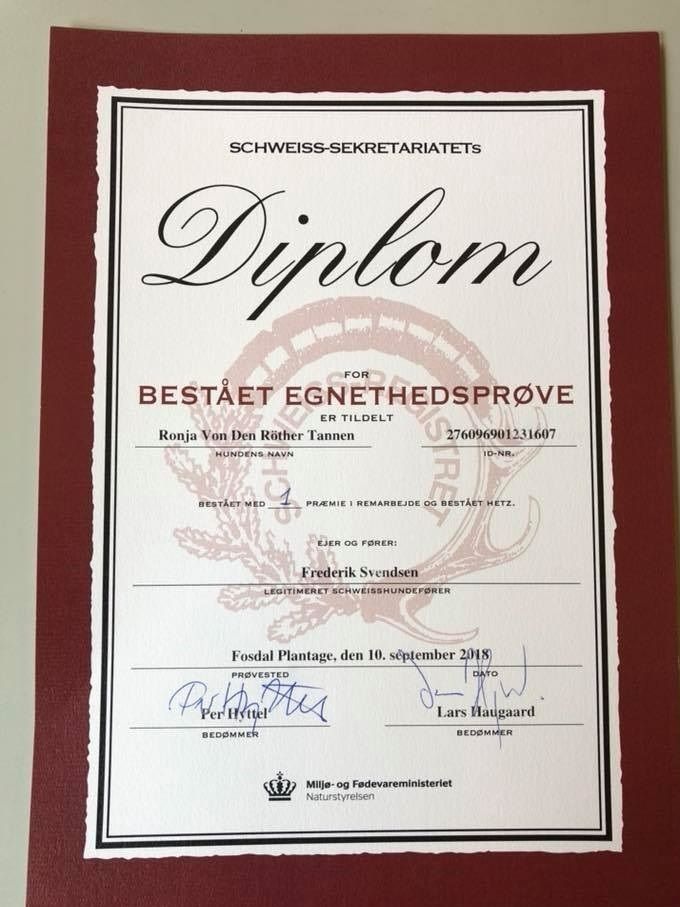 SCHWEISS-SEKRETARIATETs
Diplom
FOR
BESTÅET EGNETHEDSPRØVE
ER TILDELT
Ronja Von Den Röther Tannen 276096901231607
HUNDENS NAVN ID-NR.
BESTÅET MED 1 PRÆMIE I REMARBEJDE OG BESTÅET HETZ.
EJER OG FØRER:
Frederik Svendsen
LEGITIMERET SCHWEISSHUNDEFØRER
Fosdal Plantage, den 10. september 2018
PRØVESTED DATO
Per Hyttel Lars Haugaard
BEDØMMER BEDØMMER
Miljø- og Fødevareministeriet
Naturstyrelsen
SCHWEISS-REGISTRET